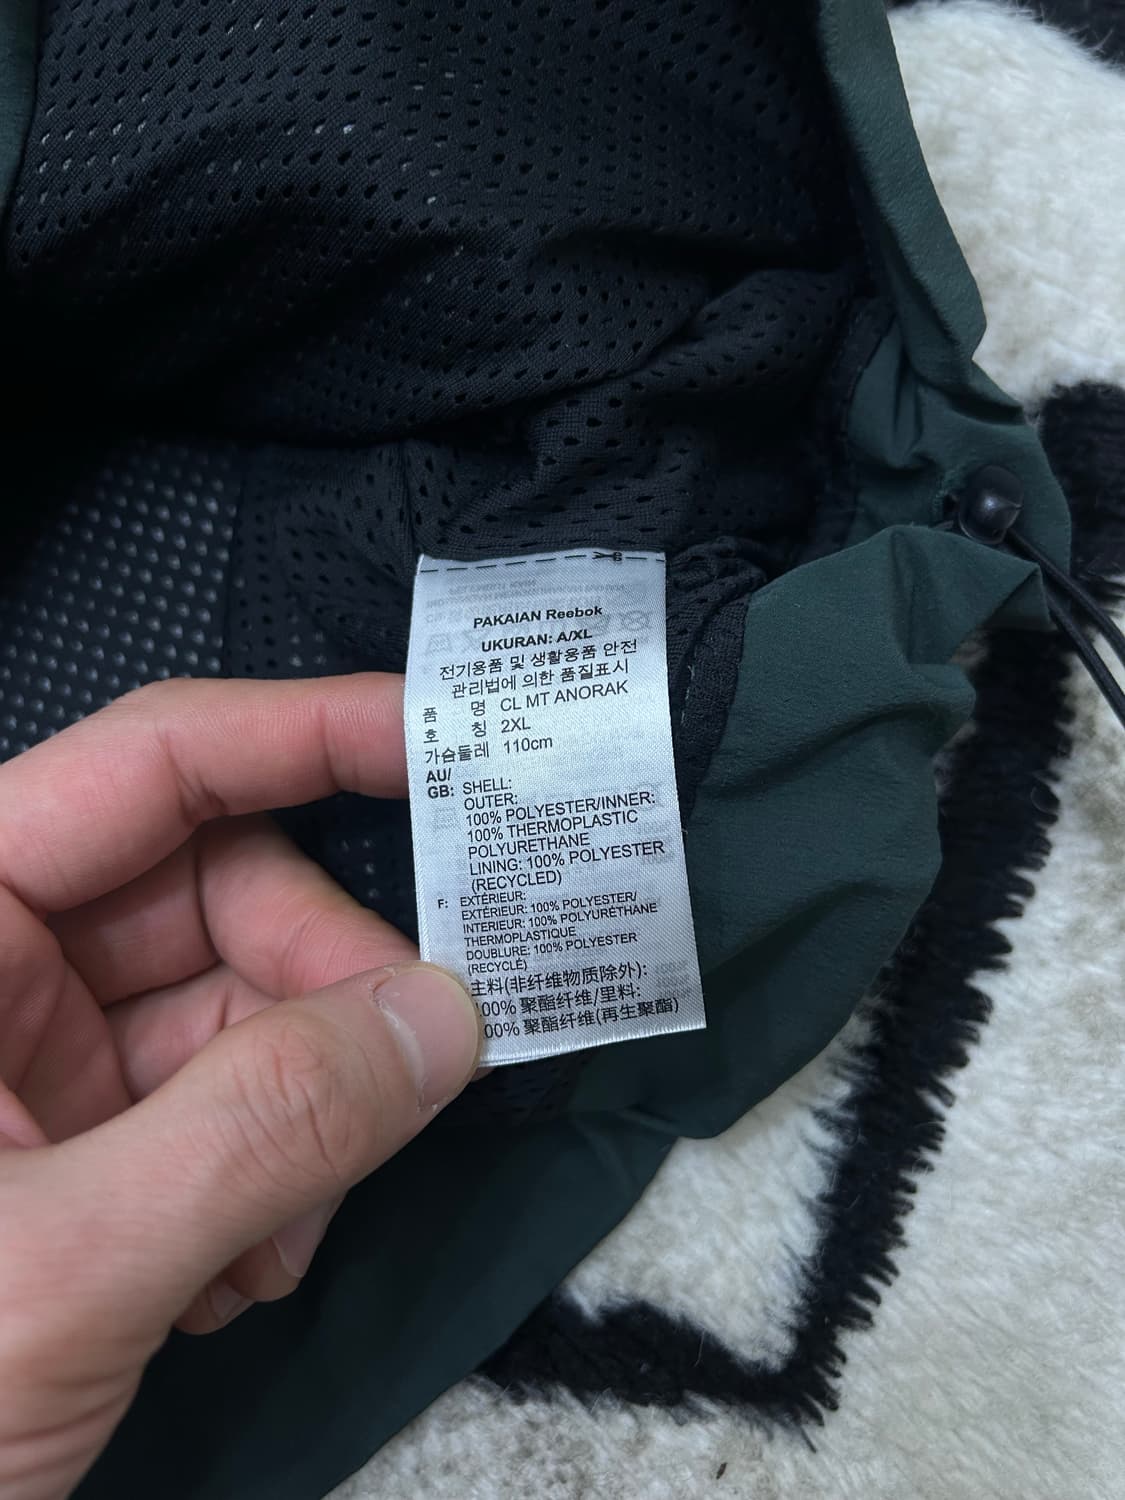 PAKAIAN Reebok
UKURAN: A/XL
전기용품 및 생활용품 안전
관리법에 의한 품질표시
품 명 CL MT ANORAK
호 칭 2XL
가슴둘레 110cm
AU/
GB: SHELL:
OUTER:
100% POLYESTER/INNER:
100% THERMOPLASTIC
POLYURETHANE
LINING: 100% POLYESTER
(RECYCLED)
F: EXTÉRIEUR:
EXTÉRIEUR: 100% POLYESTER/
INTERIEUR: 100% POLYURÉTHANE
THERMOPLASTIQUE
DOUBLURE: 100% POLYESTER
(RECYCLÉ)
主料(非纤维物质除外):
.00% 聚酯纤维/里料:
00% 聚酯纤维(再生聚酯)